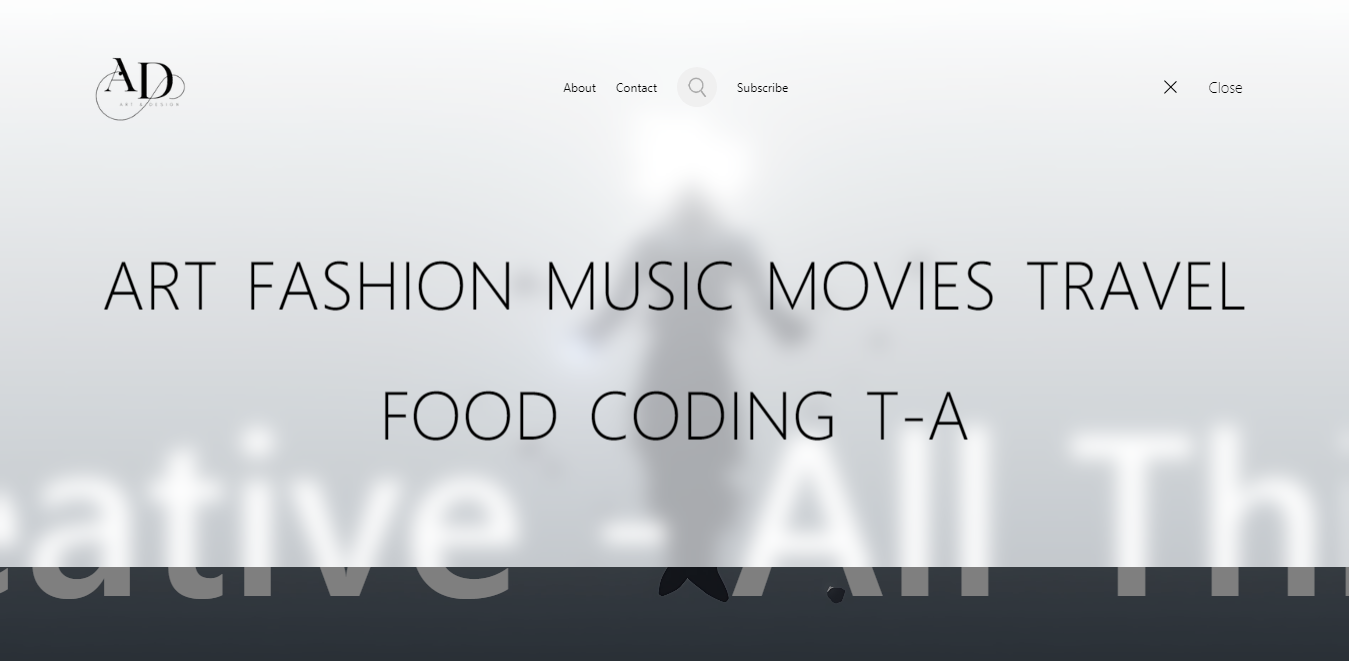 AD
ART & DESIGN
About Contact Subscribe
Close
ART FASHION MUSIC MOVIES TRAVEL
FOOD CODING T-A
eative - All Thi